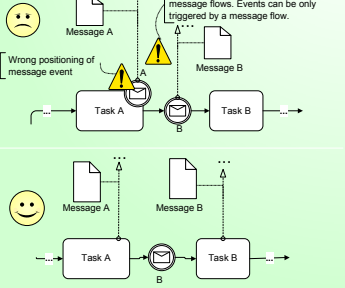 message flows. Events can be only
triggered by a message flow.
...
Message A
Wrong positioning of
message event
Message B
A
...
Task A
Task B
...
B
...
...
Message A
Message B
...
Task A
Task B
...
B